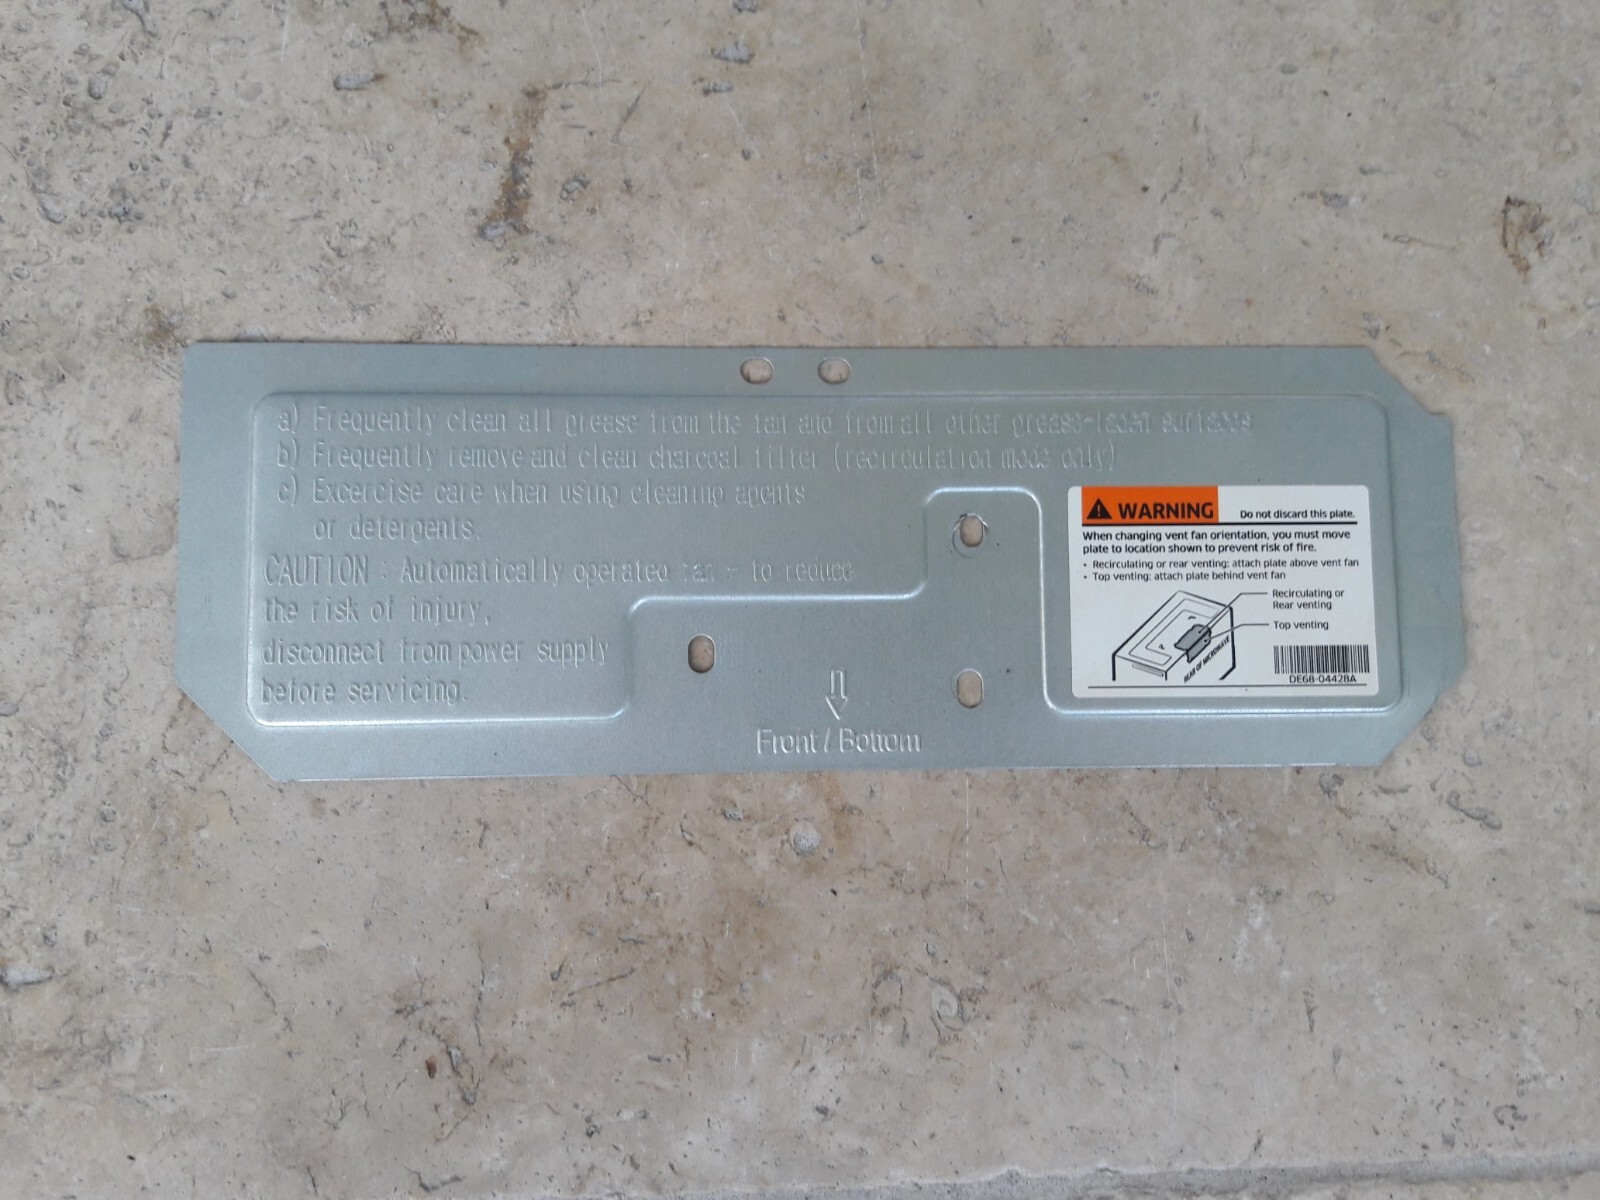 a) Frequently clean all grease from the fan and from all other grease-laden surfaces
b) Frequently remove and clean charcoal filter (recirculation mode only)
c) Excercise care when using cleaning agents
or detergents.
CAUTION : Automatically operated fan - to reduce
the risk of injury,
disconnect from power supply
before servicing.
Front / Bottom
WARNING Do not discard this plate.
When changing vent fan orientation, you must move
plate to location shown to prevent risk of fire.
• Recirculating or rear venting: attach plate above vent fan
• Top venting: attach plate behind vent fan
Recirculating or
Rear venting
Top venting
REAR OF MICROWAVE
DE68-04428A